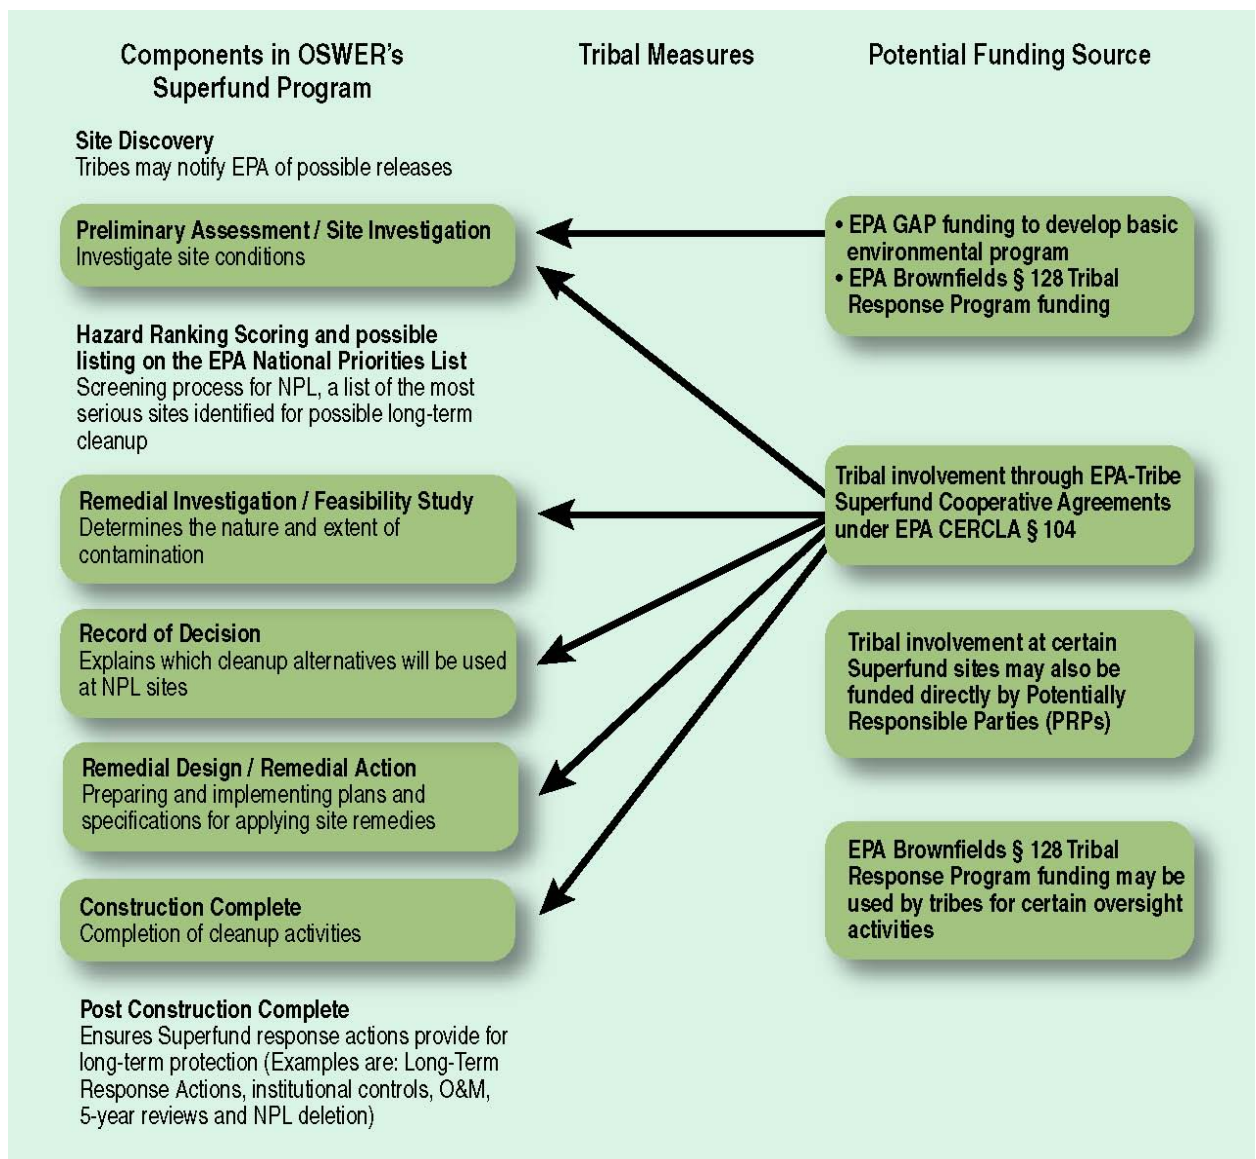 Components in OSWER's
Superfund Program
Tribal Measures
Potential Funding Source
Site Discovery
Tribes may notify EPA of possible releases
Preliminary Assessment / Site Investigation
Investigate site conditions
Hazard Ranking Scoring and possible
listing on the EPA National Priorities List
Screening process for NPL, a list of the most
serious sites identified for possible long-term
cleanup
Remedial Investigation / Feasibility Study
Determines the nature and extent of
contamination
Record of Decision
Explains which cleanup alternatives will be used
at NPL sites
Remedial Design / Remedial Action
Preparing and implementing plans and
specifications for applying site remedies
Construction Complete
Completion of cleanup activities
Post Construction Complete
Ensures Superfund response actions provide for
long-term protection (Examples are: Long-Term
Response Actions, institutional controls, O&M,
5-year reviews and NPL deletion)
• EPA GAP funding to develop basic
environmental program
• EPA Brownfields § 128 Tribal
Response Program funding
Tribal involvement through EPA-Tribe
Superfund Cooperative Agreements
under EPA CERCLA § 104
Tribal involvement at certain
Superfund sites may also be
funded directly by Potentially
Responsible Parties (PRPs)
EPA Brownfields § 128 Tribal
Response Program funding may be
used by tribes for certain oversight
activities